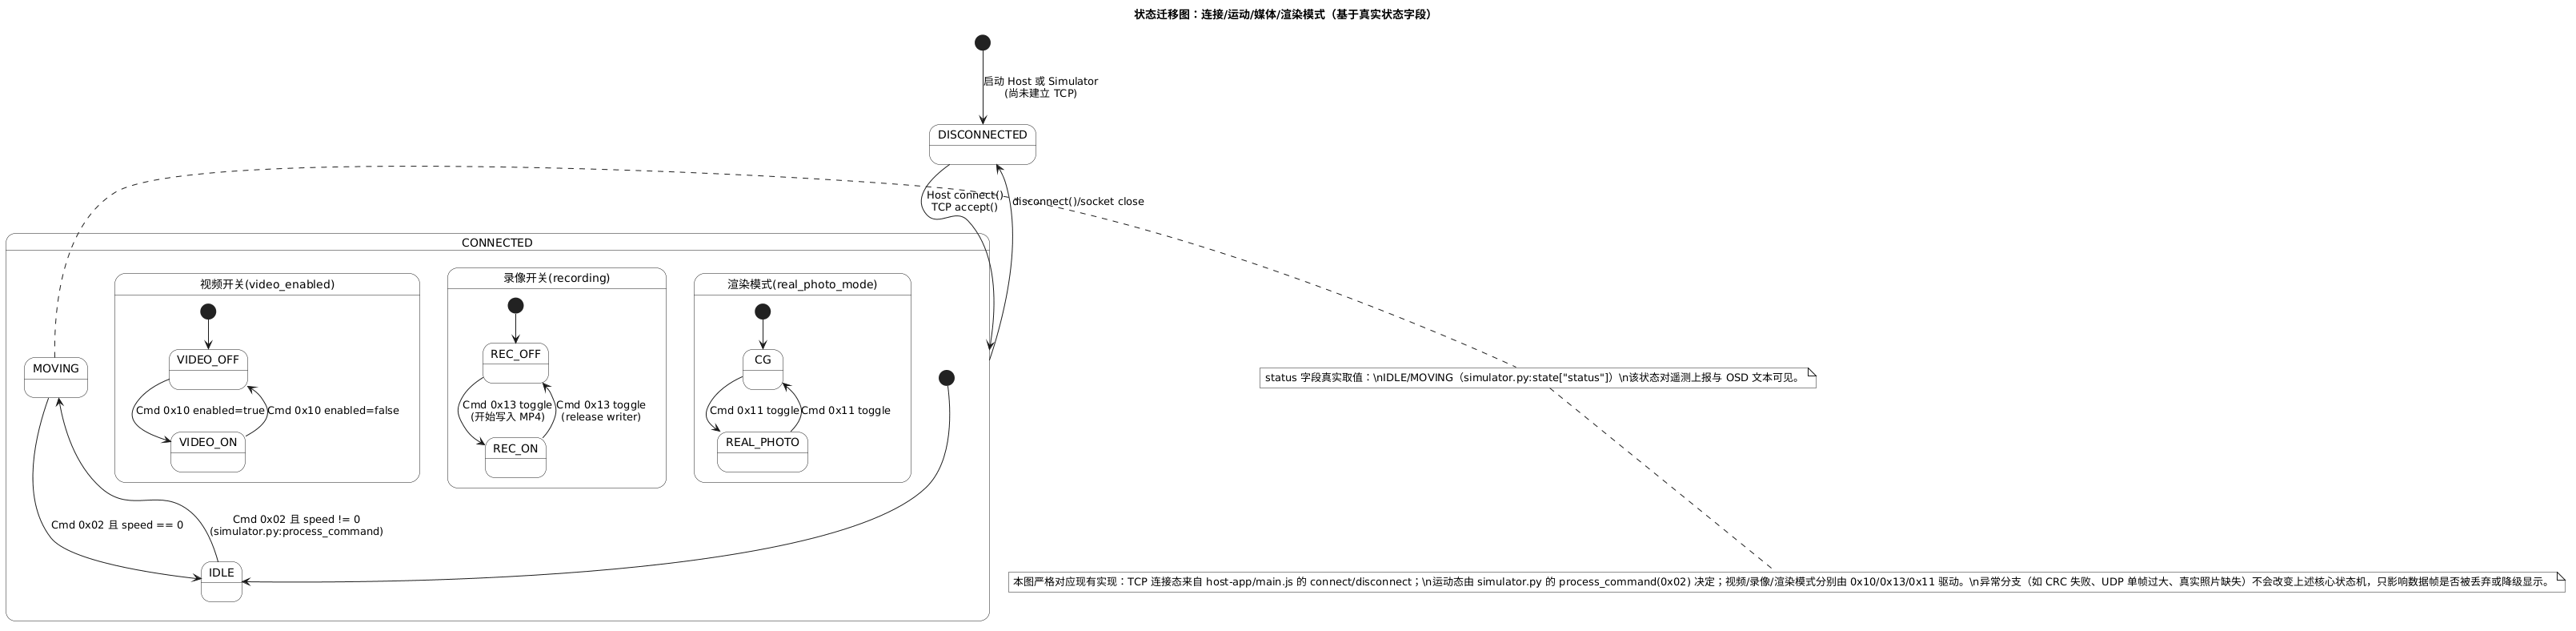 状态迁移图：连接/运动/媒体/渲染模式（基于真实状态字段）
启动 Host 或 Simulator
(尚未建立 TCP)
DISCONNECTED
Host connect()
TCP accept()
disconnect()/socket close
CONNECTED
视频开关(video_enabled)
VIDEO_OFF
Cmd 0x10 enabled=true
Cmd 0x10 enabled=false
VIDEO_ON
录像开关(recording)
REC_OFF
Cmd 0x13 toggle
(开始写入 MP4)
Cmd 0x13 toggle
(release writer)
REC_ON
渲染模式(real_photo_mode)
CG
Cmd 0x11 toggle
Cmd 0x11 toggle
REAL_PHOTO
MOVING
Cmd 0x02 且 speed == 0
Cmd 0x02 且 speed != 0
(simulator.py:process_command)
IDLE
status 字段真实取值：\nIDLE/MOVING（simulator.py:state["status"]）\n该状态对遥测上报与 OSD 文本可见。
本图严格对应现有实现：TCP 连接态来自 host-app/main.js 的 connect/disconnect；\n运动态由 simulator.py 的 process_command(0x02) 决定；视频/录像/渲染模式分别由 0x10/0x13/0x11 驱动。\n异常分支（如 CRC 失败、UDP 单帧过大、真实照片缺失）不会改变上述核心状态机，只影响数据帧是否被丢弃或降级显示。